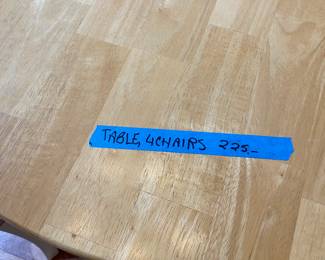 TABLE, 4CHAIRS 225.-